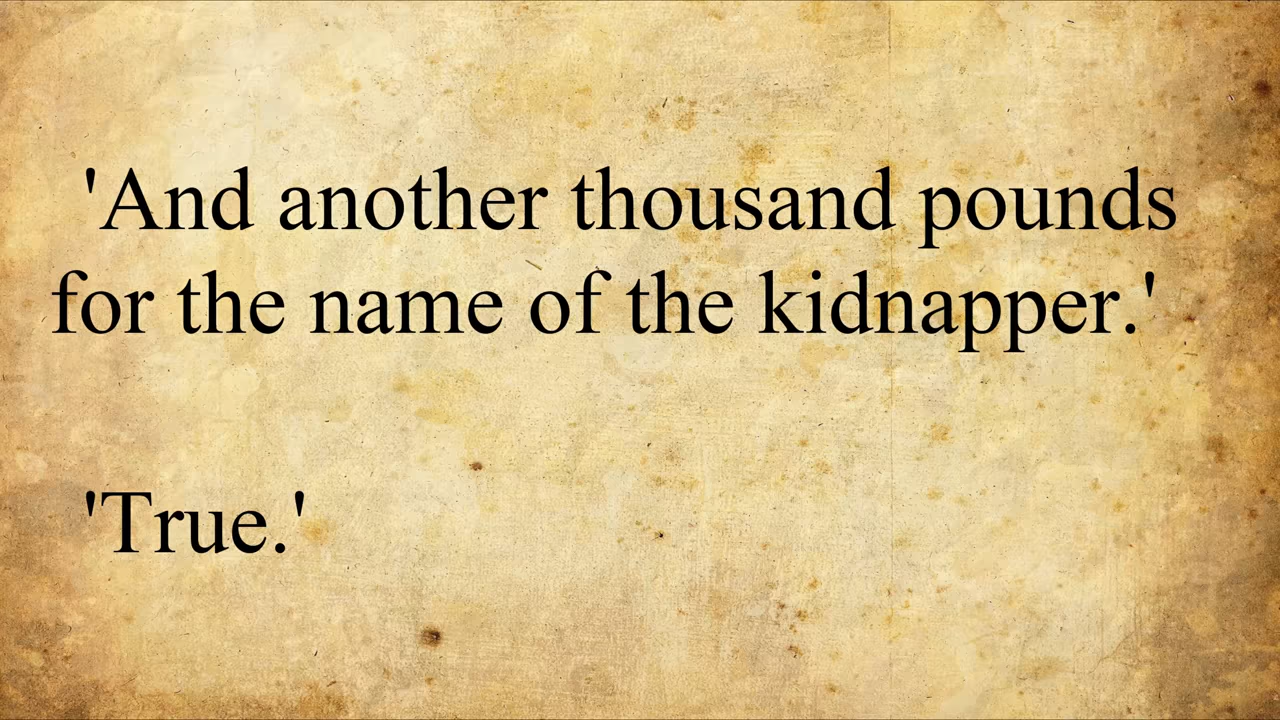 'And another thousand pounds
for the name of the kidnapper.'
'True.'